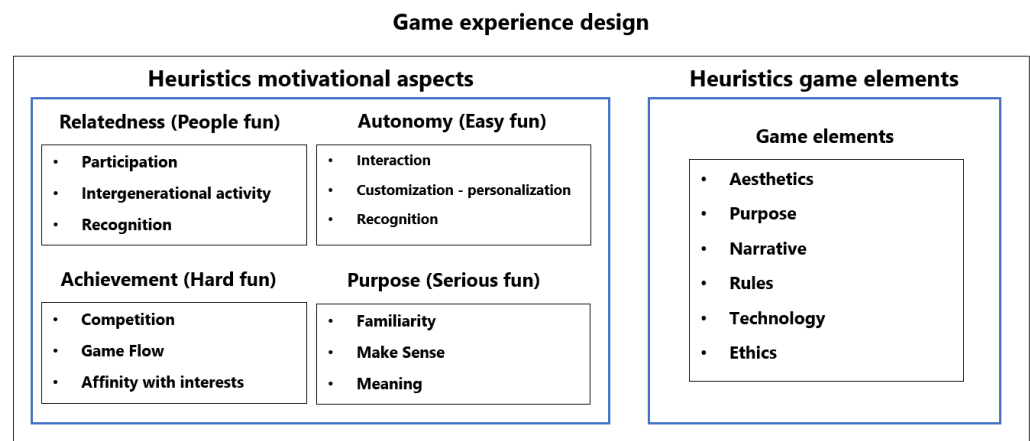 Game experience design
Heuristics motivational aspects
Relatedness (People fun)
• Participation
• Intergenerational activity
• Recognition
Autonomy (Easy fun)
• Interaction
• Customization - personalization
• Recognition
Achievement (Hard fun)
• Competition
• Game Flow
• Affinity with interests
Purpose (Serious fun)
• Familiarity
• Make Sense
• Meaning
Heuristics game elements
Game elements
• Aesthetics
• Purpose
• Narrative
• Rules
• Technology
• Ethics